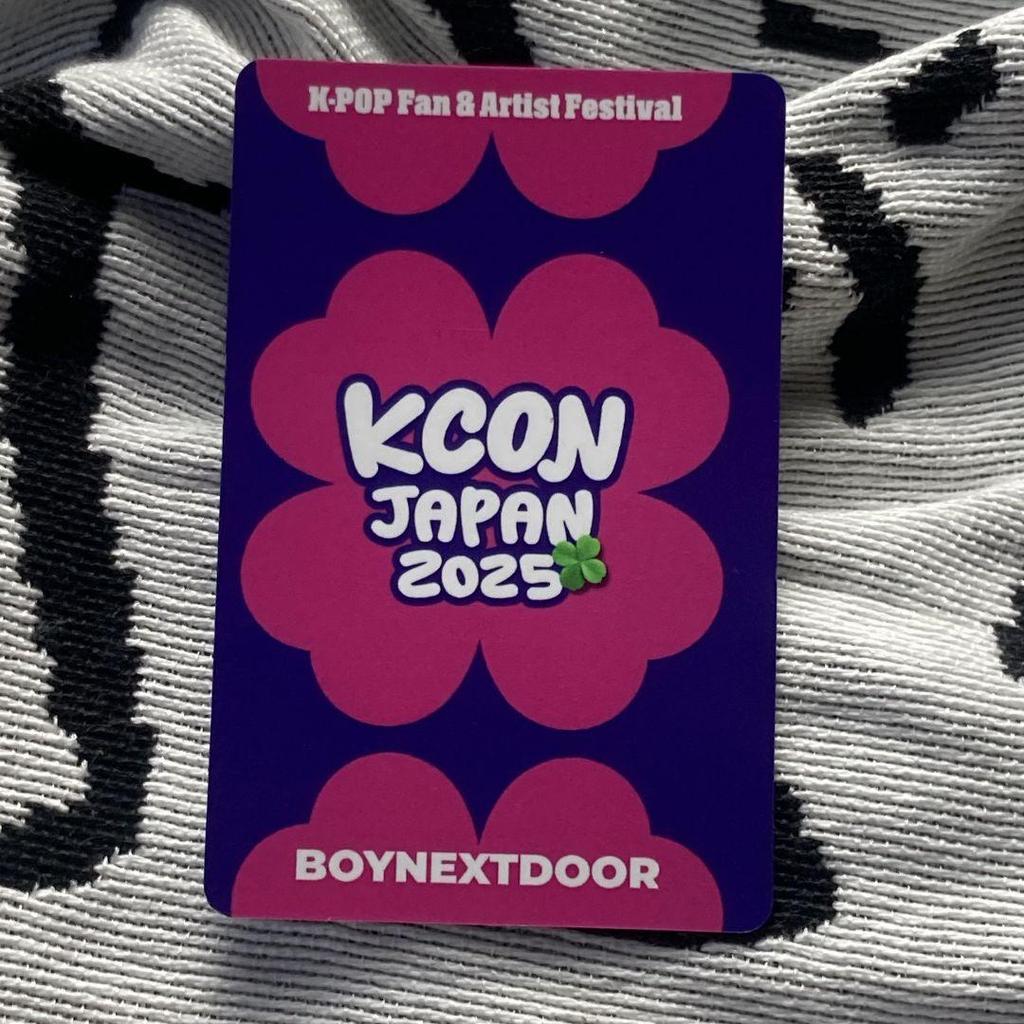 K-POP Fan & Artist Festival
KCON
JAPAN
2025
BOYNEXTDOOR